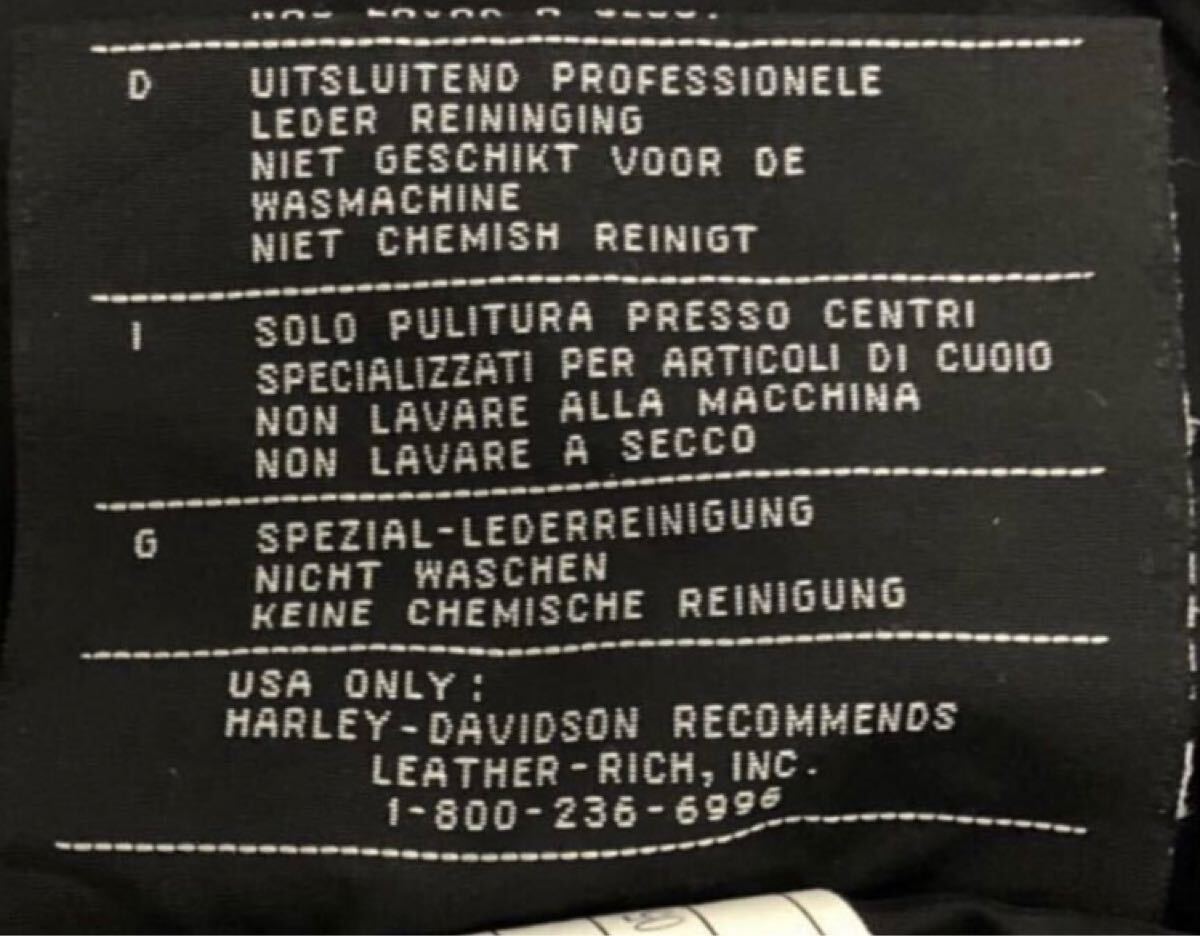 D UITSLUITEND PROFESSIONELE
LEDER REININGING
NIET GESCHIKT VOOR DE
WASMACHINE
NIET CHEMISH REINIGT
I SOLO PULITURA PRESSO CENTRI
SPECIALIZZATI PER ARTICOLI DI CUOIO
NON LAVARE ALLA MACCHINA
NON LAVARE A SECCO
G SPEZIAL-LEDERREINIGUNG
NICHT WASCHEN
KEINE CHEMISCHE REINIGUNG
USA ONLY:
HARLEY-DAVIDSON RECOMMENDS
LEATHER-RICH, INC.
1-800-236-6996